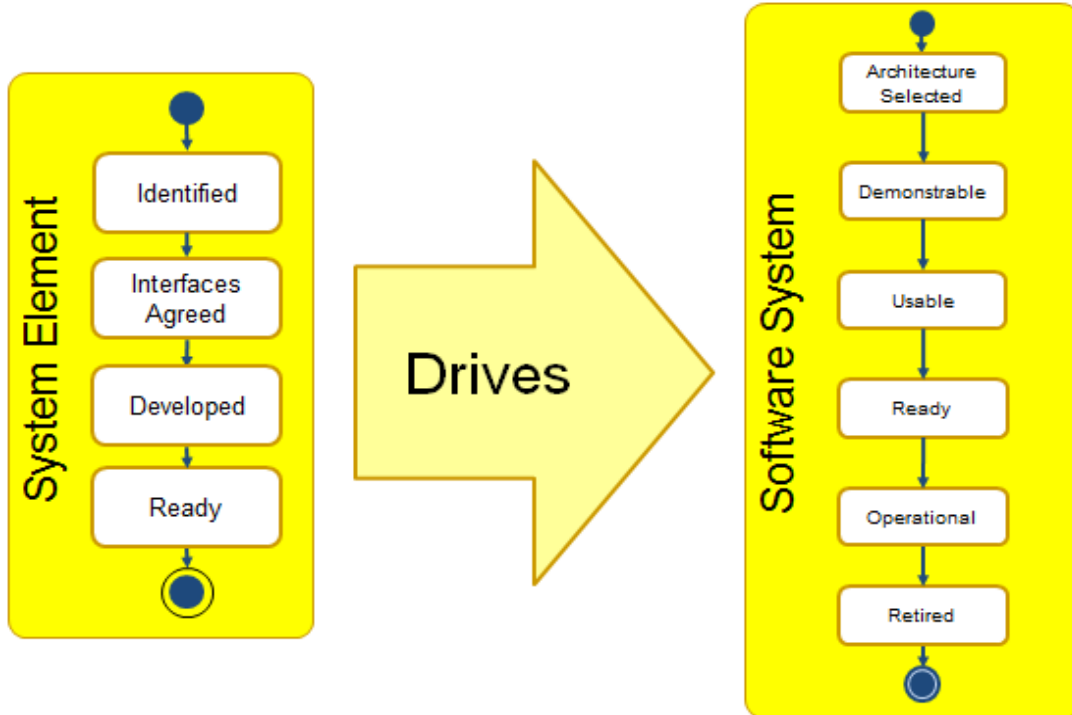 System Element
Identified
Interfaces
Agreed
Developed
Ready
Drives
Software System
Architecture
Selected
Demonstrable
Usable
Ready
Operational
Retired